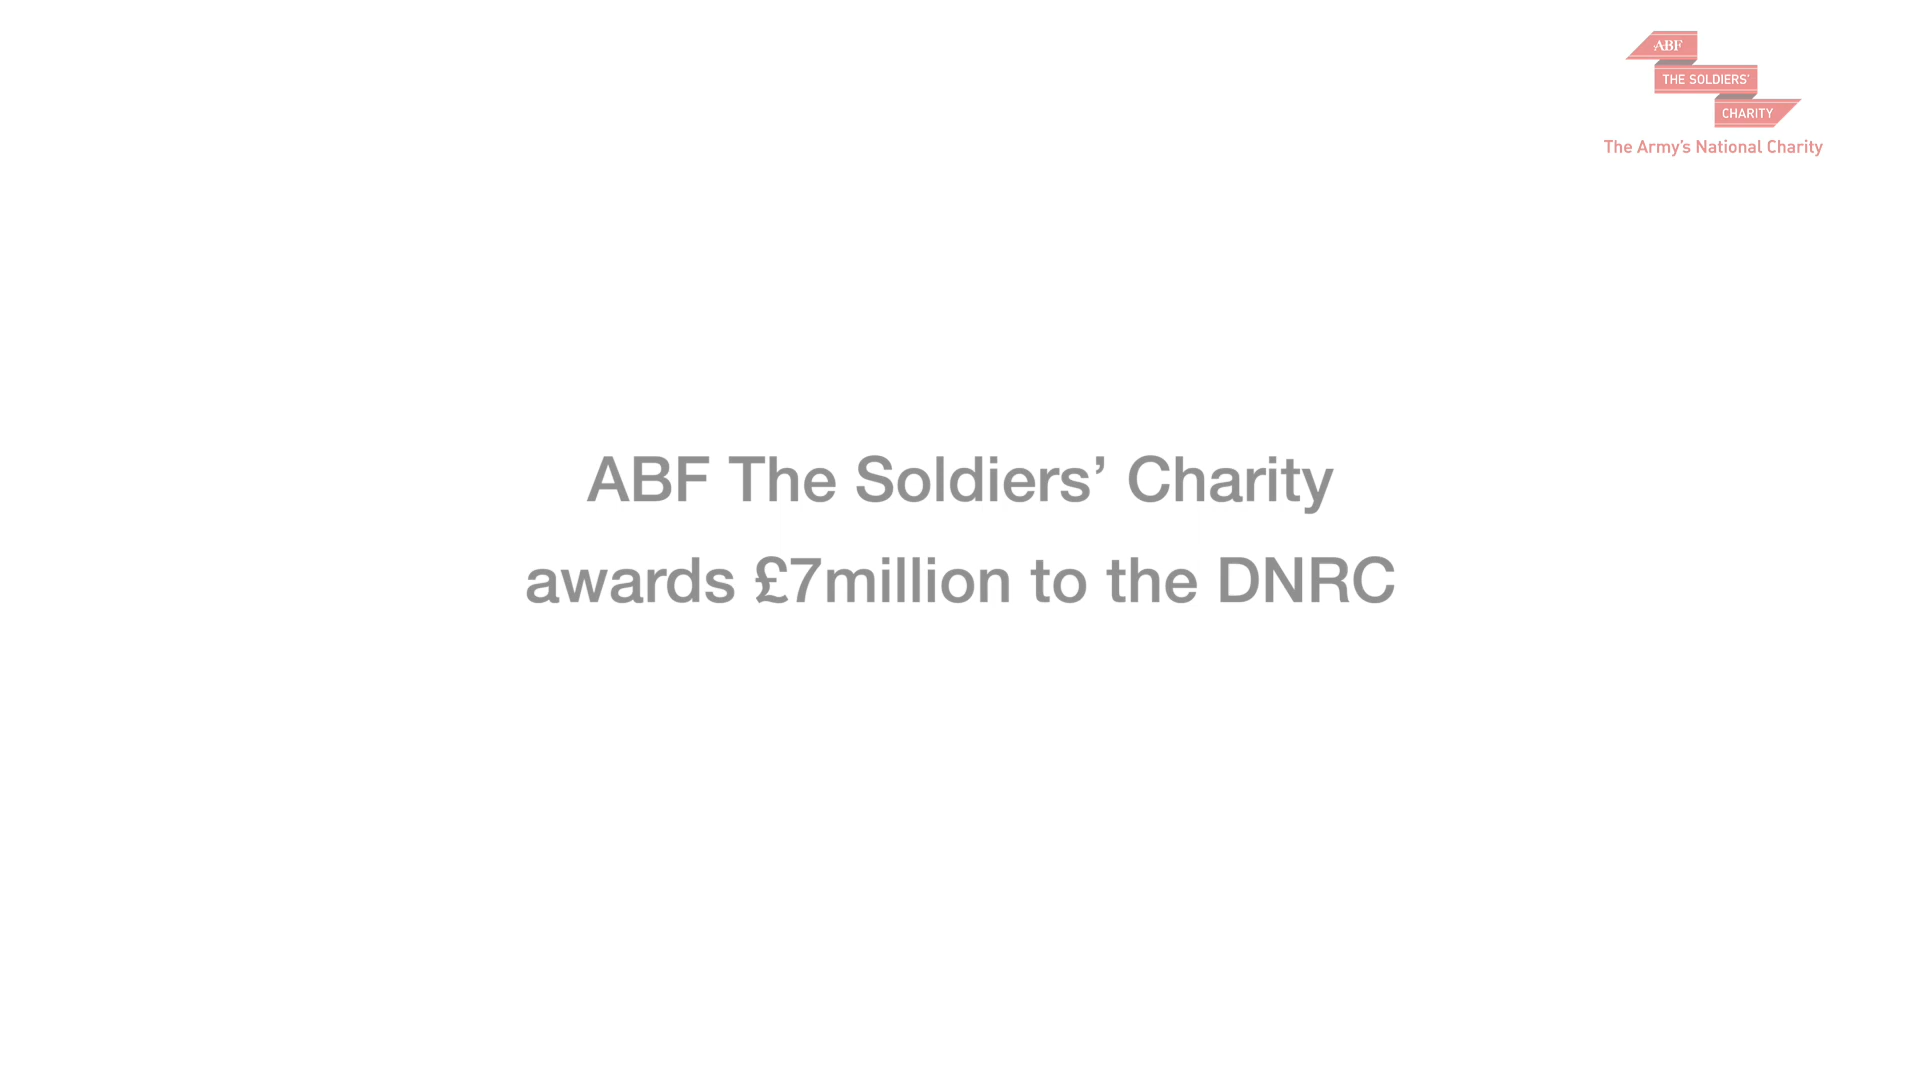 ABF
THE SOLDIERS'
CHARITY
The Army's National Charity
ABF The Soldiers’ Charity
awards £7million to the DNRC